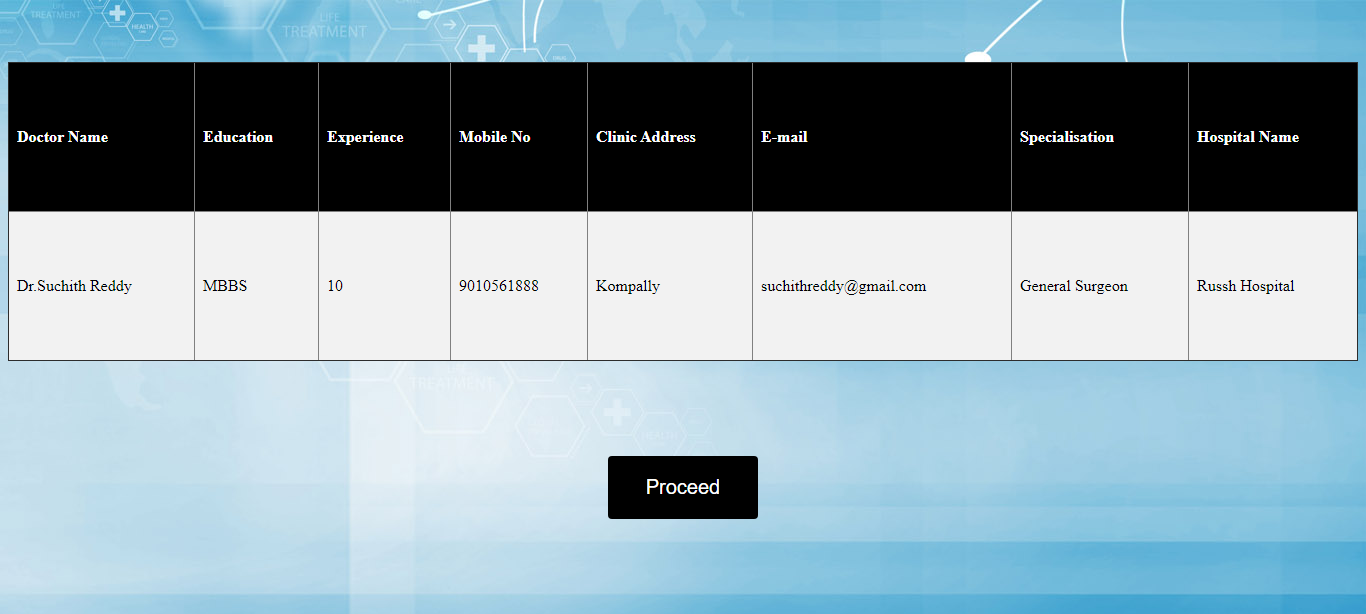 LIFE
TREATMENT
HEALTH
LIFE
TREATMENT
Doctor Name Education Experience Mobile No Clinic Address E-mail Specialisation Hospital Name
Dr.Suchith Reddy MBBS 10 9010561888 Kompally suchithreddy@gmail.com General Surgeon Russh Hospital
TREATMENT
HEALTH
Proceed